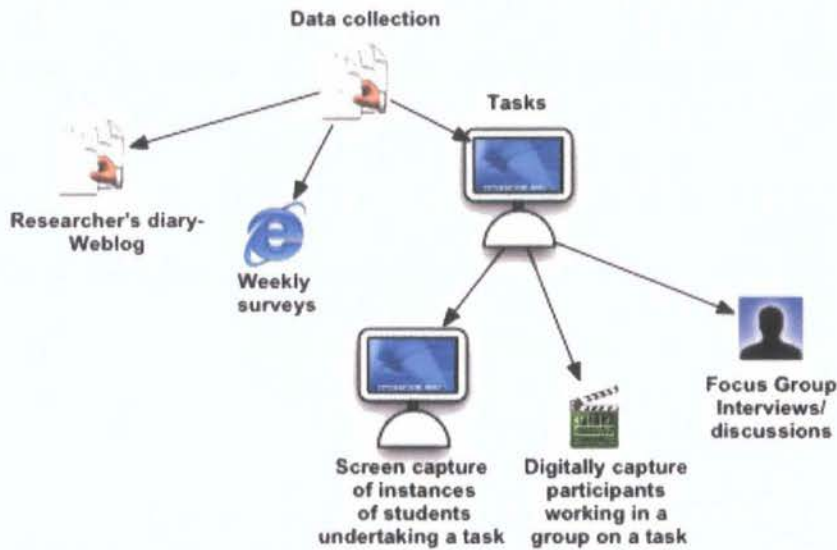 Data collection
Tasks
Researcher's diary-
Weblog
Weekly
surveys
Focus Group
Interviews/
discussions
Screen capture
of instances
of students
undertaking a task
Digitally capture
participants
working in a
group on a task